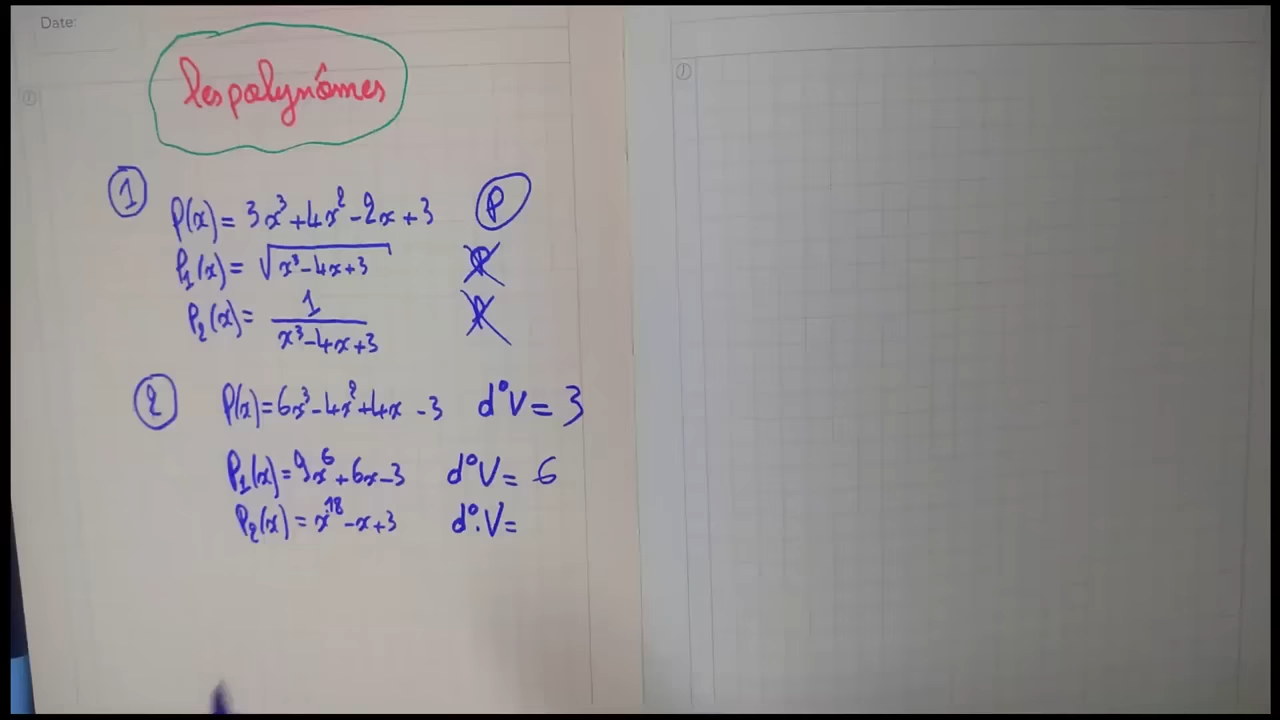 Date:
les polynômes
1
P(x) = 3x³ + 4x² - 2x + 3 P
P₁(x) = √(x³ - 4x + 3) P
P₂(x) = 1/(x³ - 4x + 3) P
2
P(x) = 6x³ - 4x² + 4x - 3 d°V = 3
P₁(x) = 9x⁶ + 6x - 3 d°V = 6
P₂(x) = x¹⁸ - x + 3 d°.V =